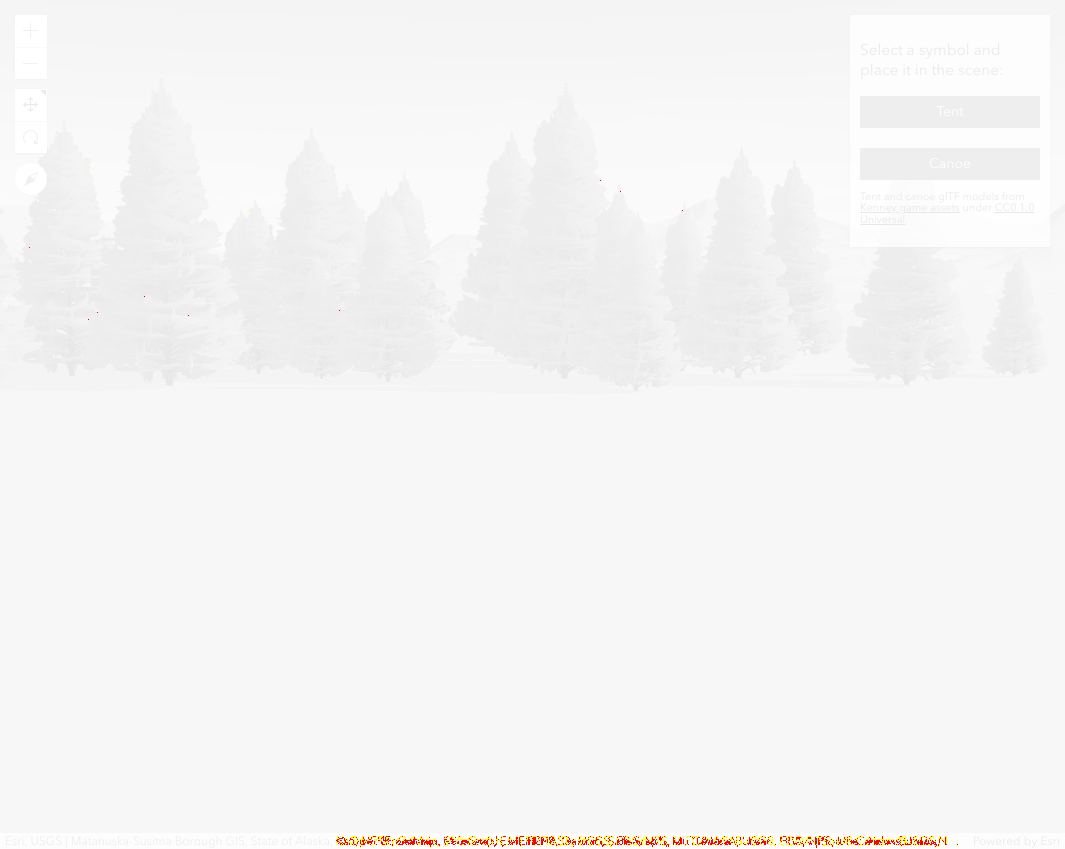 Select a symbol and
place it in the scene:
Tent
Canoe
Tent and canoe glTF models from
Kenney game assets under CC0 1.0
Universal
Esri, USGS | Matanuska-Susitna Borough GIS, State of Alaska,
Powered by Esri